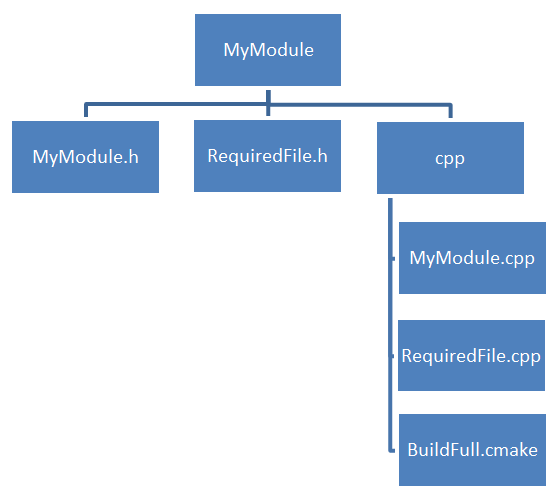 MyModule
MyModule.h
RequiredFile.h
cpp
MyModule.cpp
RequiredFile.cpp
BuildFull.cmake